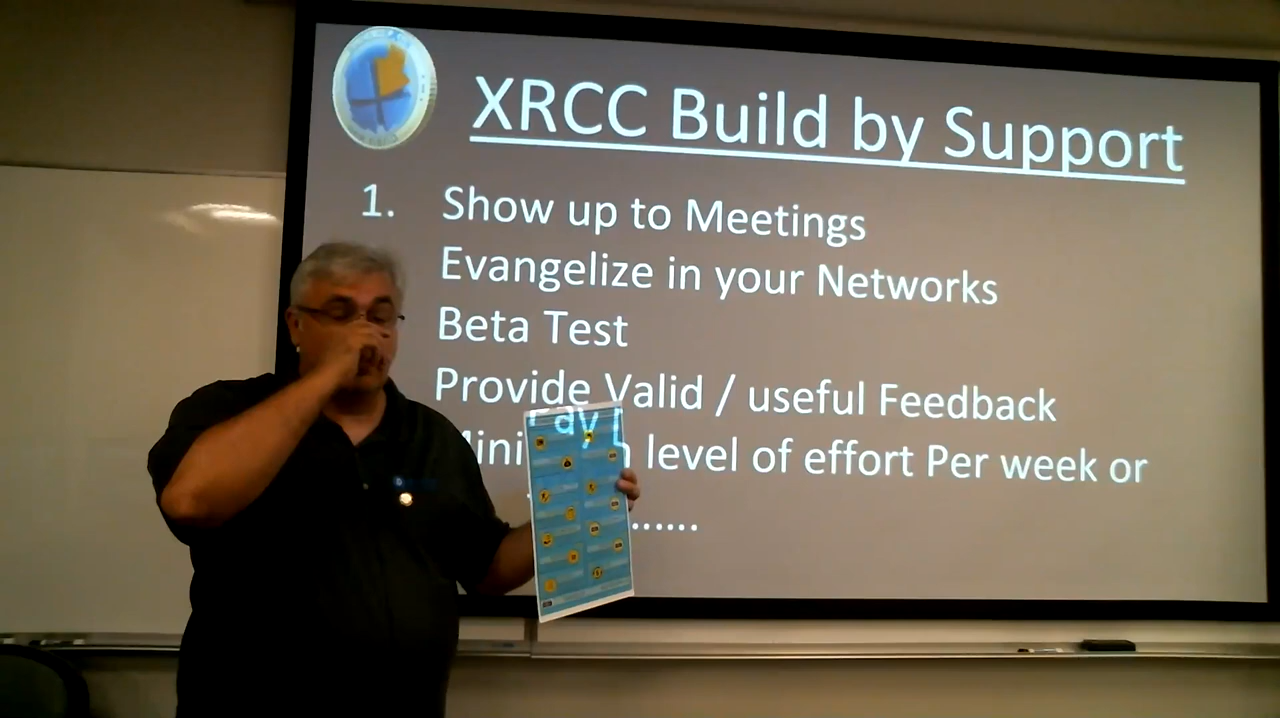 XRCC Build by Support
1. Show up to Meetings
Evangelize in your Networks
Beta Test
Provide Valid / useful Feedback
level of effort Per week or
......